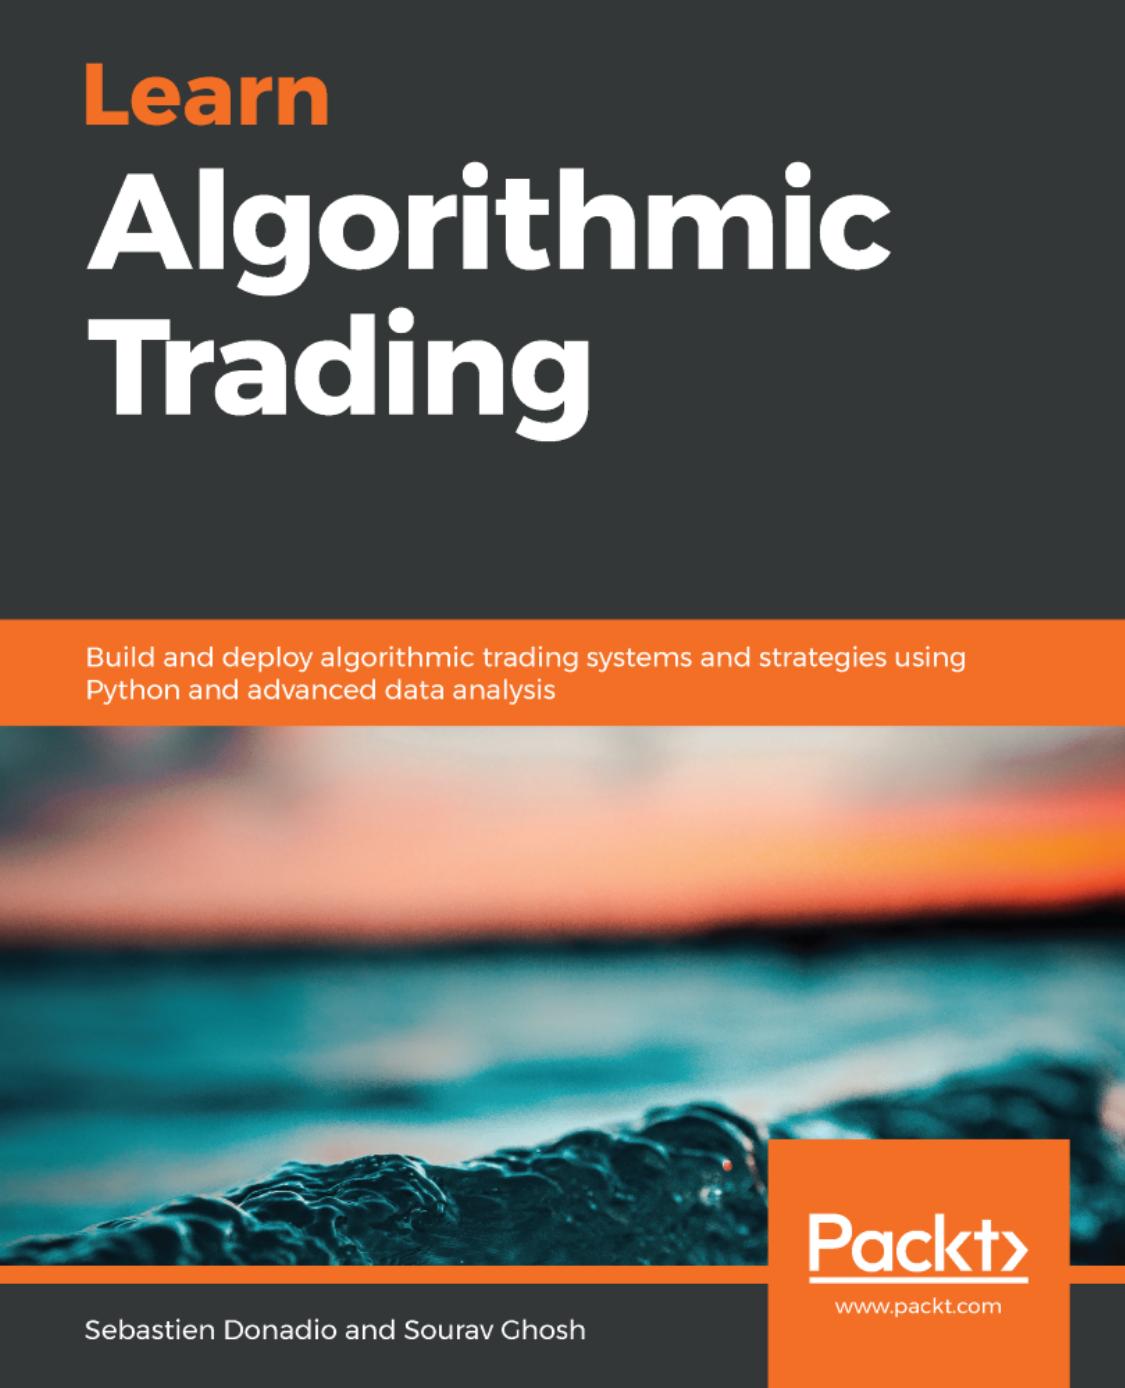 Learn
Algorithmic
Trading
Build and deploy algorithmic trading systems and strategies using
Python and advanced data analysis
Packt>
www.packt.com
Sebastien Donadio and Sourav Ghosh